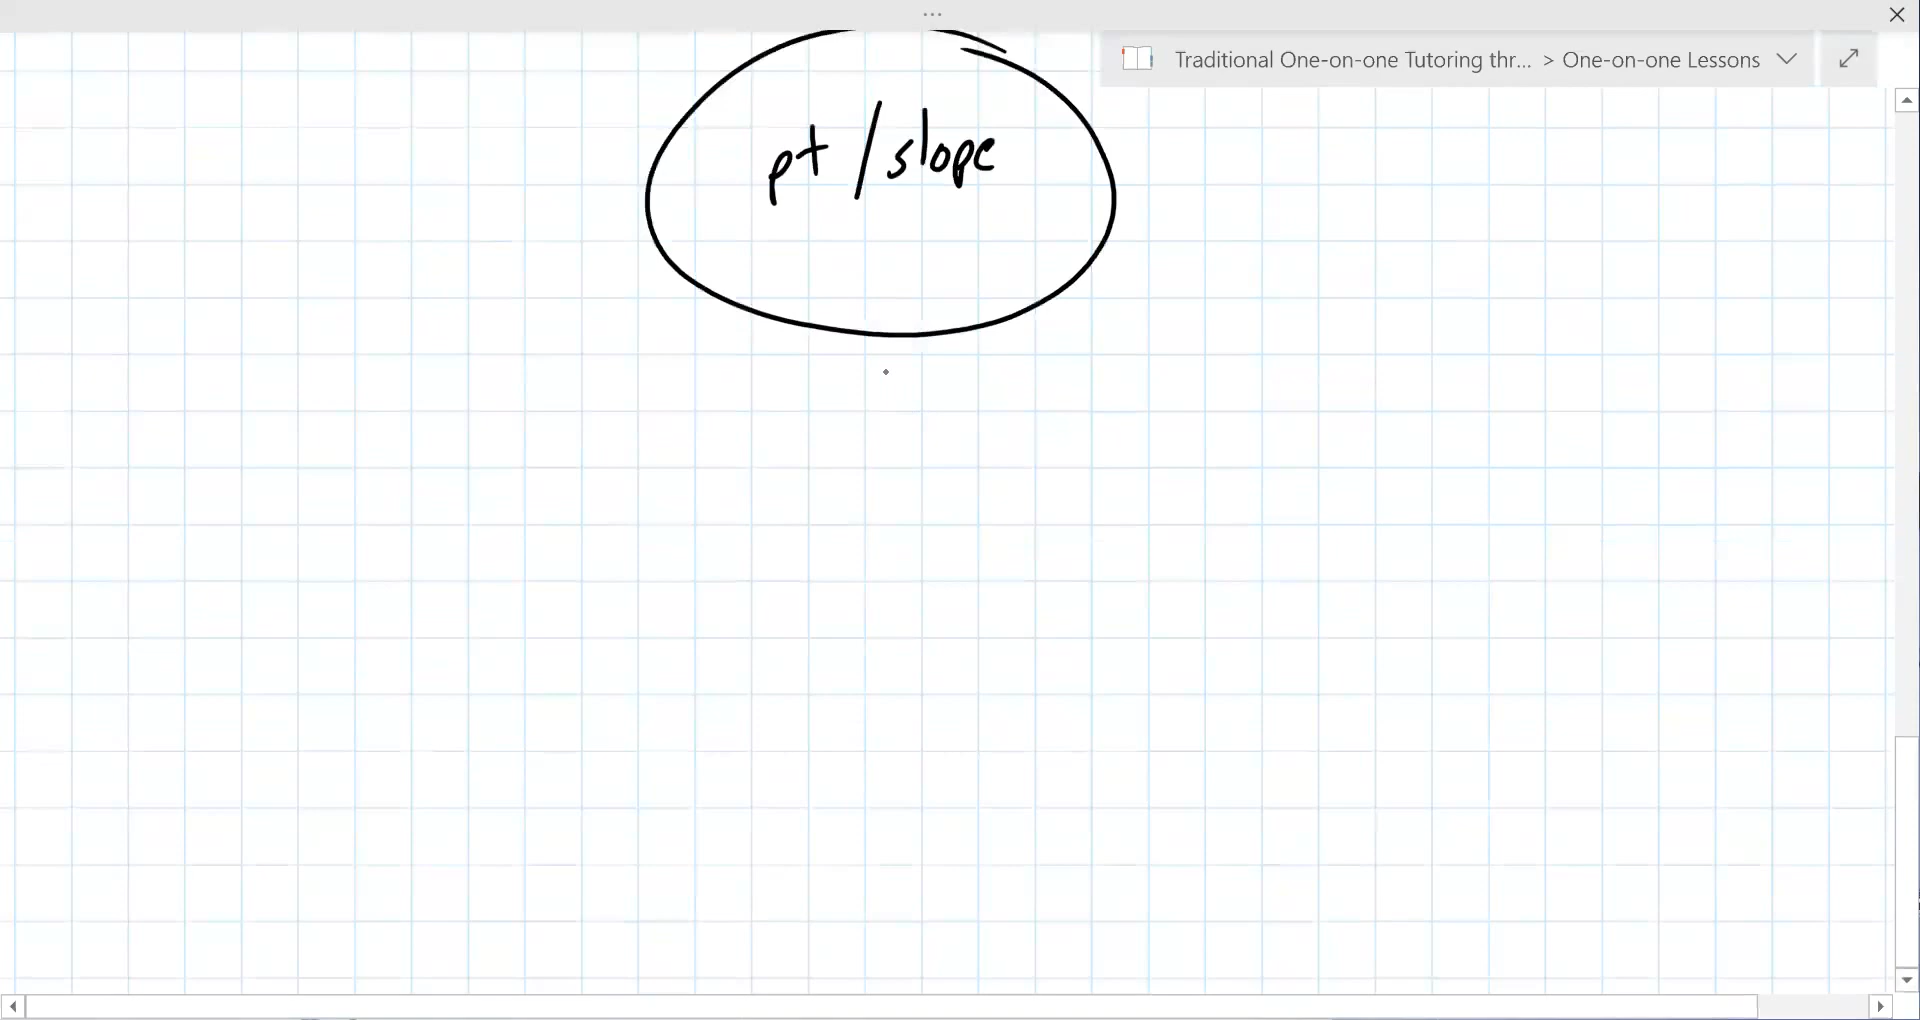 ...
Traditional One-on-one Tutoring thr... > One-on-one Lessons
pt / slope